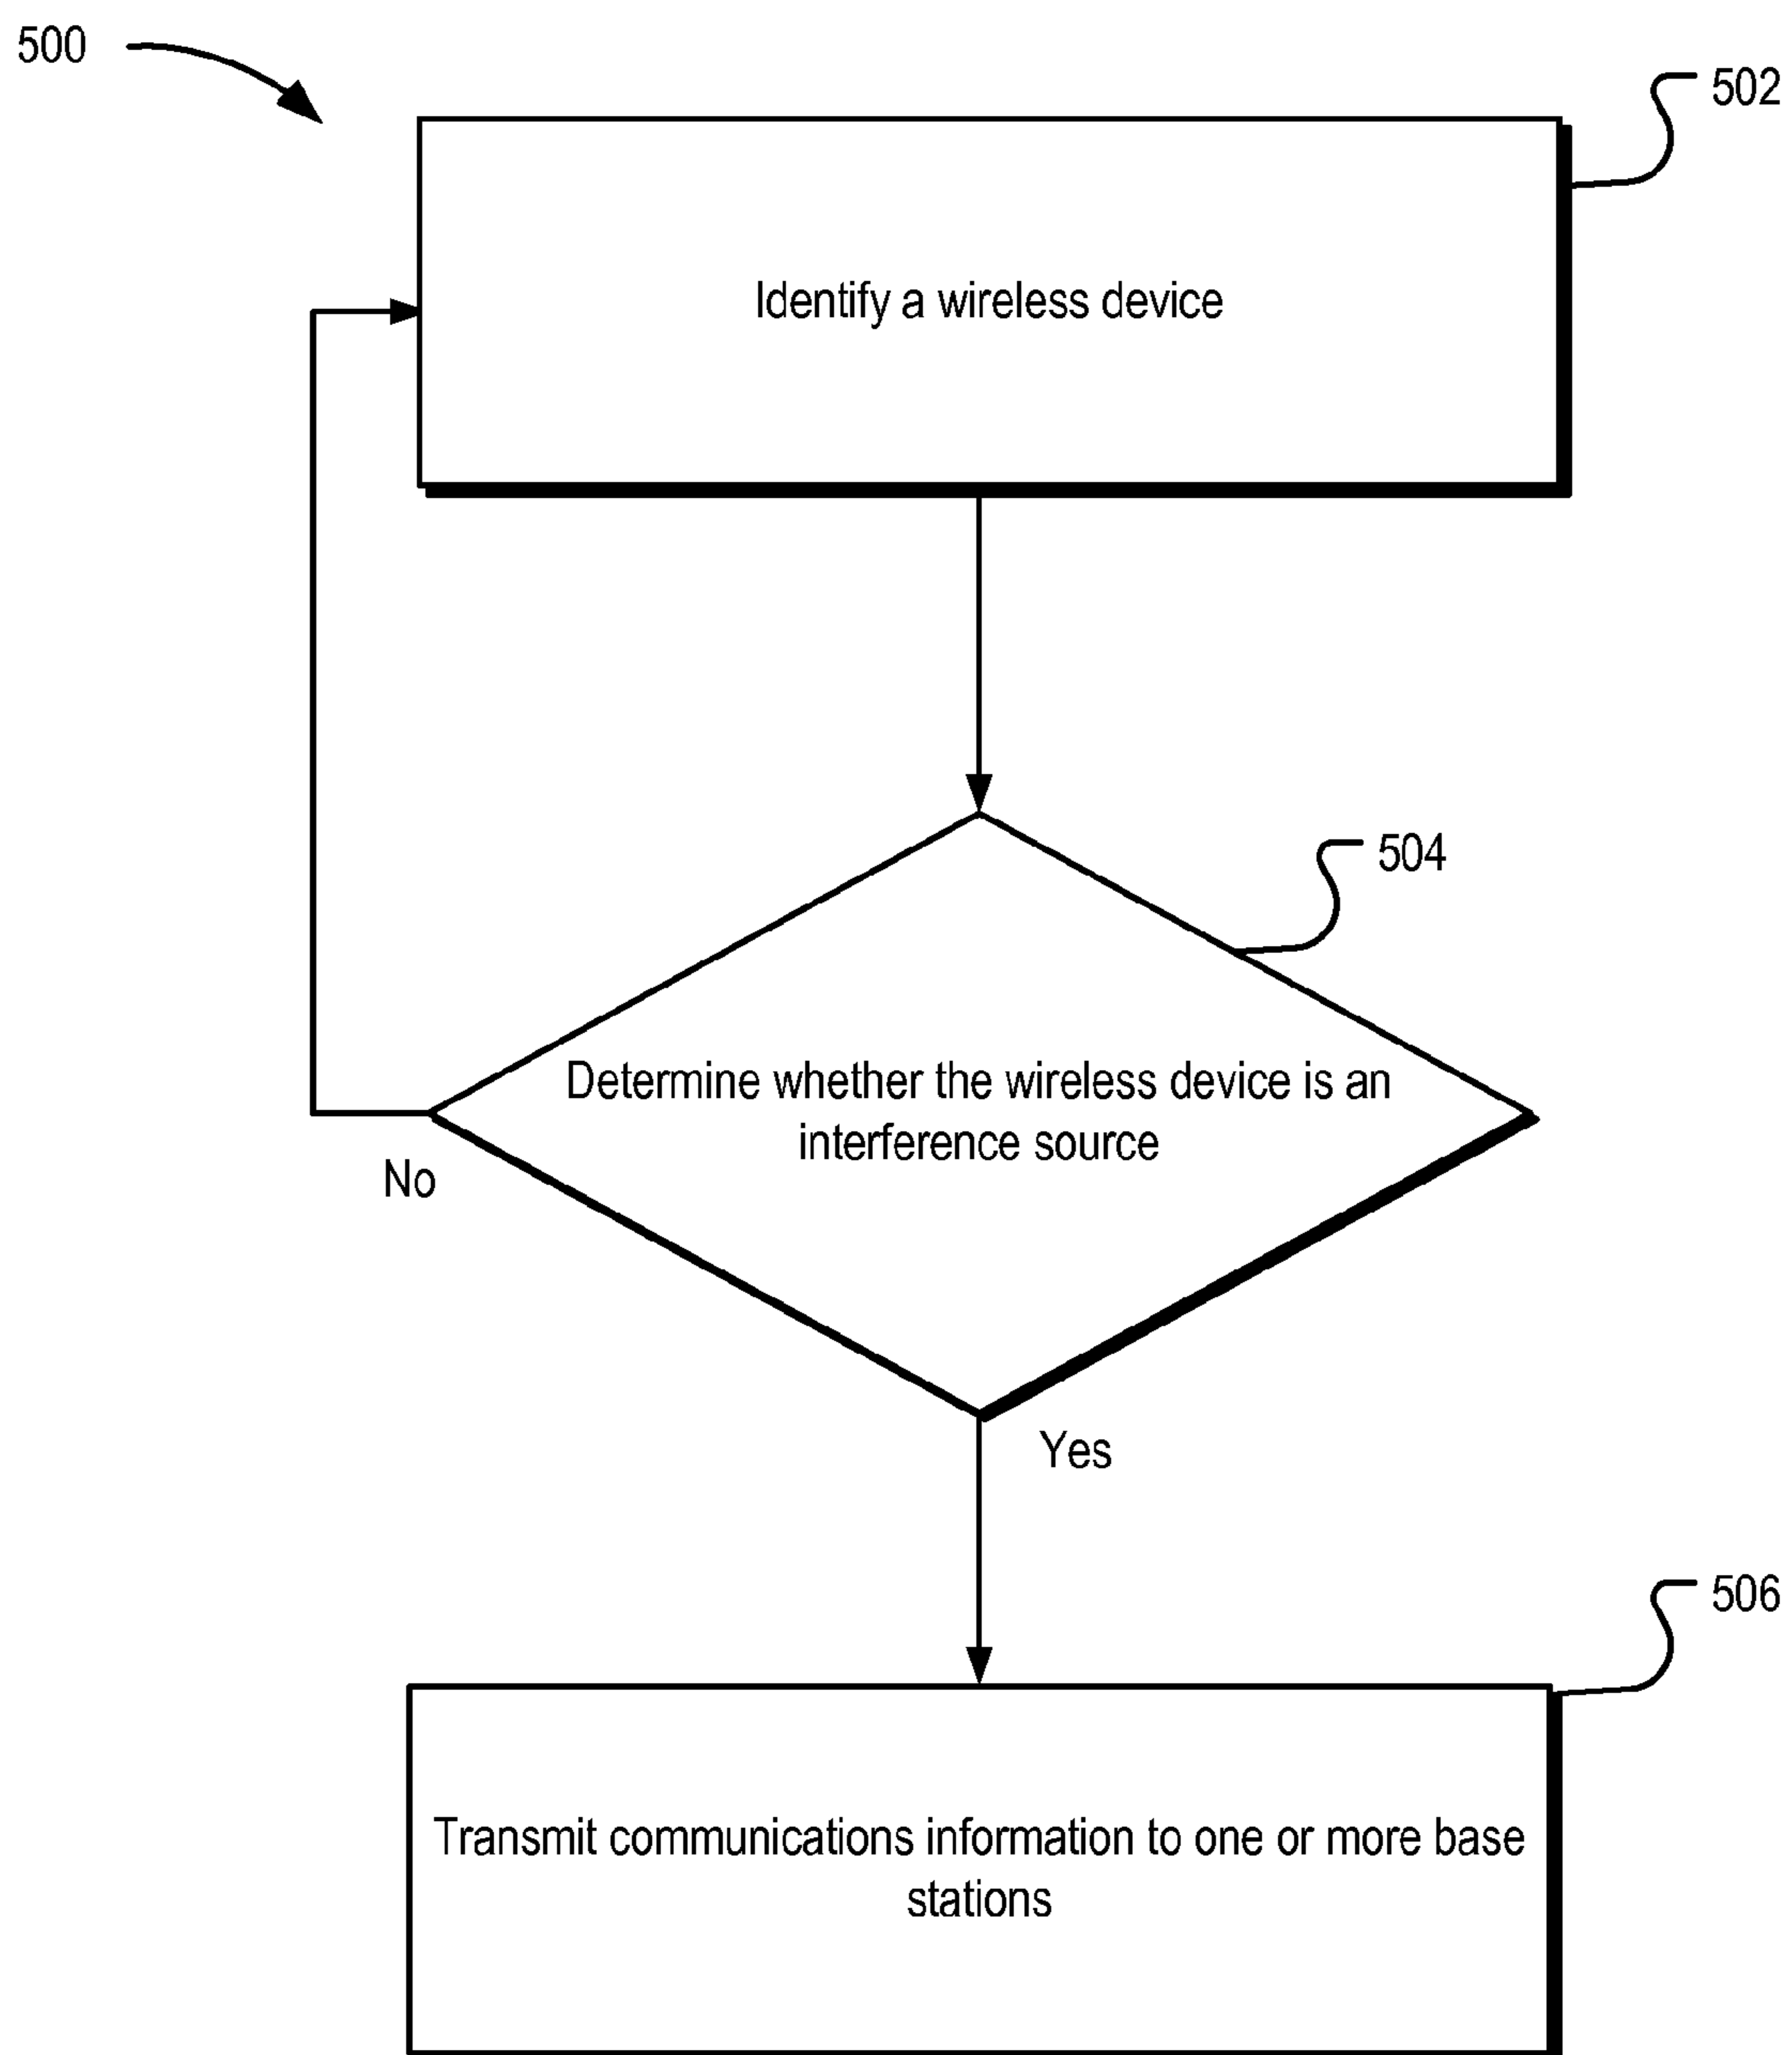 500
502
Identify a wireless device
504
Determine whether the wireless device is an
interference source
No
Yes
506
Transmit communications information to one or more base
stations